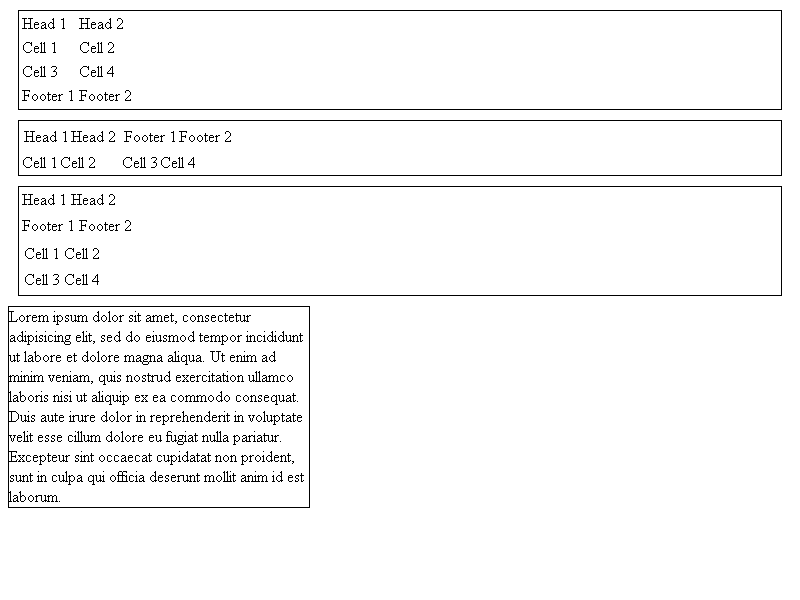 Head 1 Head 2
Cell 1 Cell 2
Cell 3 Cell 4
Footer 1 Footer 2
Head 1 Head 2 Footer 1 Footer 2
Cell 1 Cell 2 Cell 3 Cell 4
Head 1 Head 2
Footer 1 Footer 2
Cell 1 Cell 2
Cell 3 Cell 4
Lorem ipsum dolor sit amet, consectetur
adipisicing elit, sed do eiusmod tempor incididunt
ut labore et dolore magna aliqua. Ut enim ad
minim veniam, quis nostrud exercitation ullamco
laboris nisi ut aliquip ex ea commodo consequat.
Duis aute irure dolor in reprehenderit in voluptate
velit esse cillum dolore eu fugiat nulla pariatur.
Excepteur sint occaecat cupidatat non proident,
sunt in culpa qui officia deserunt mollit anim id est
laborum.